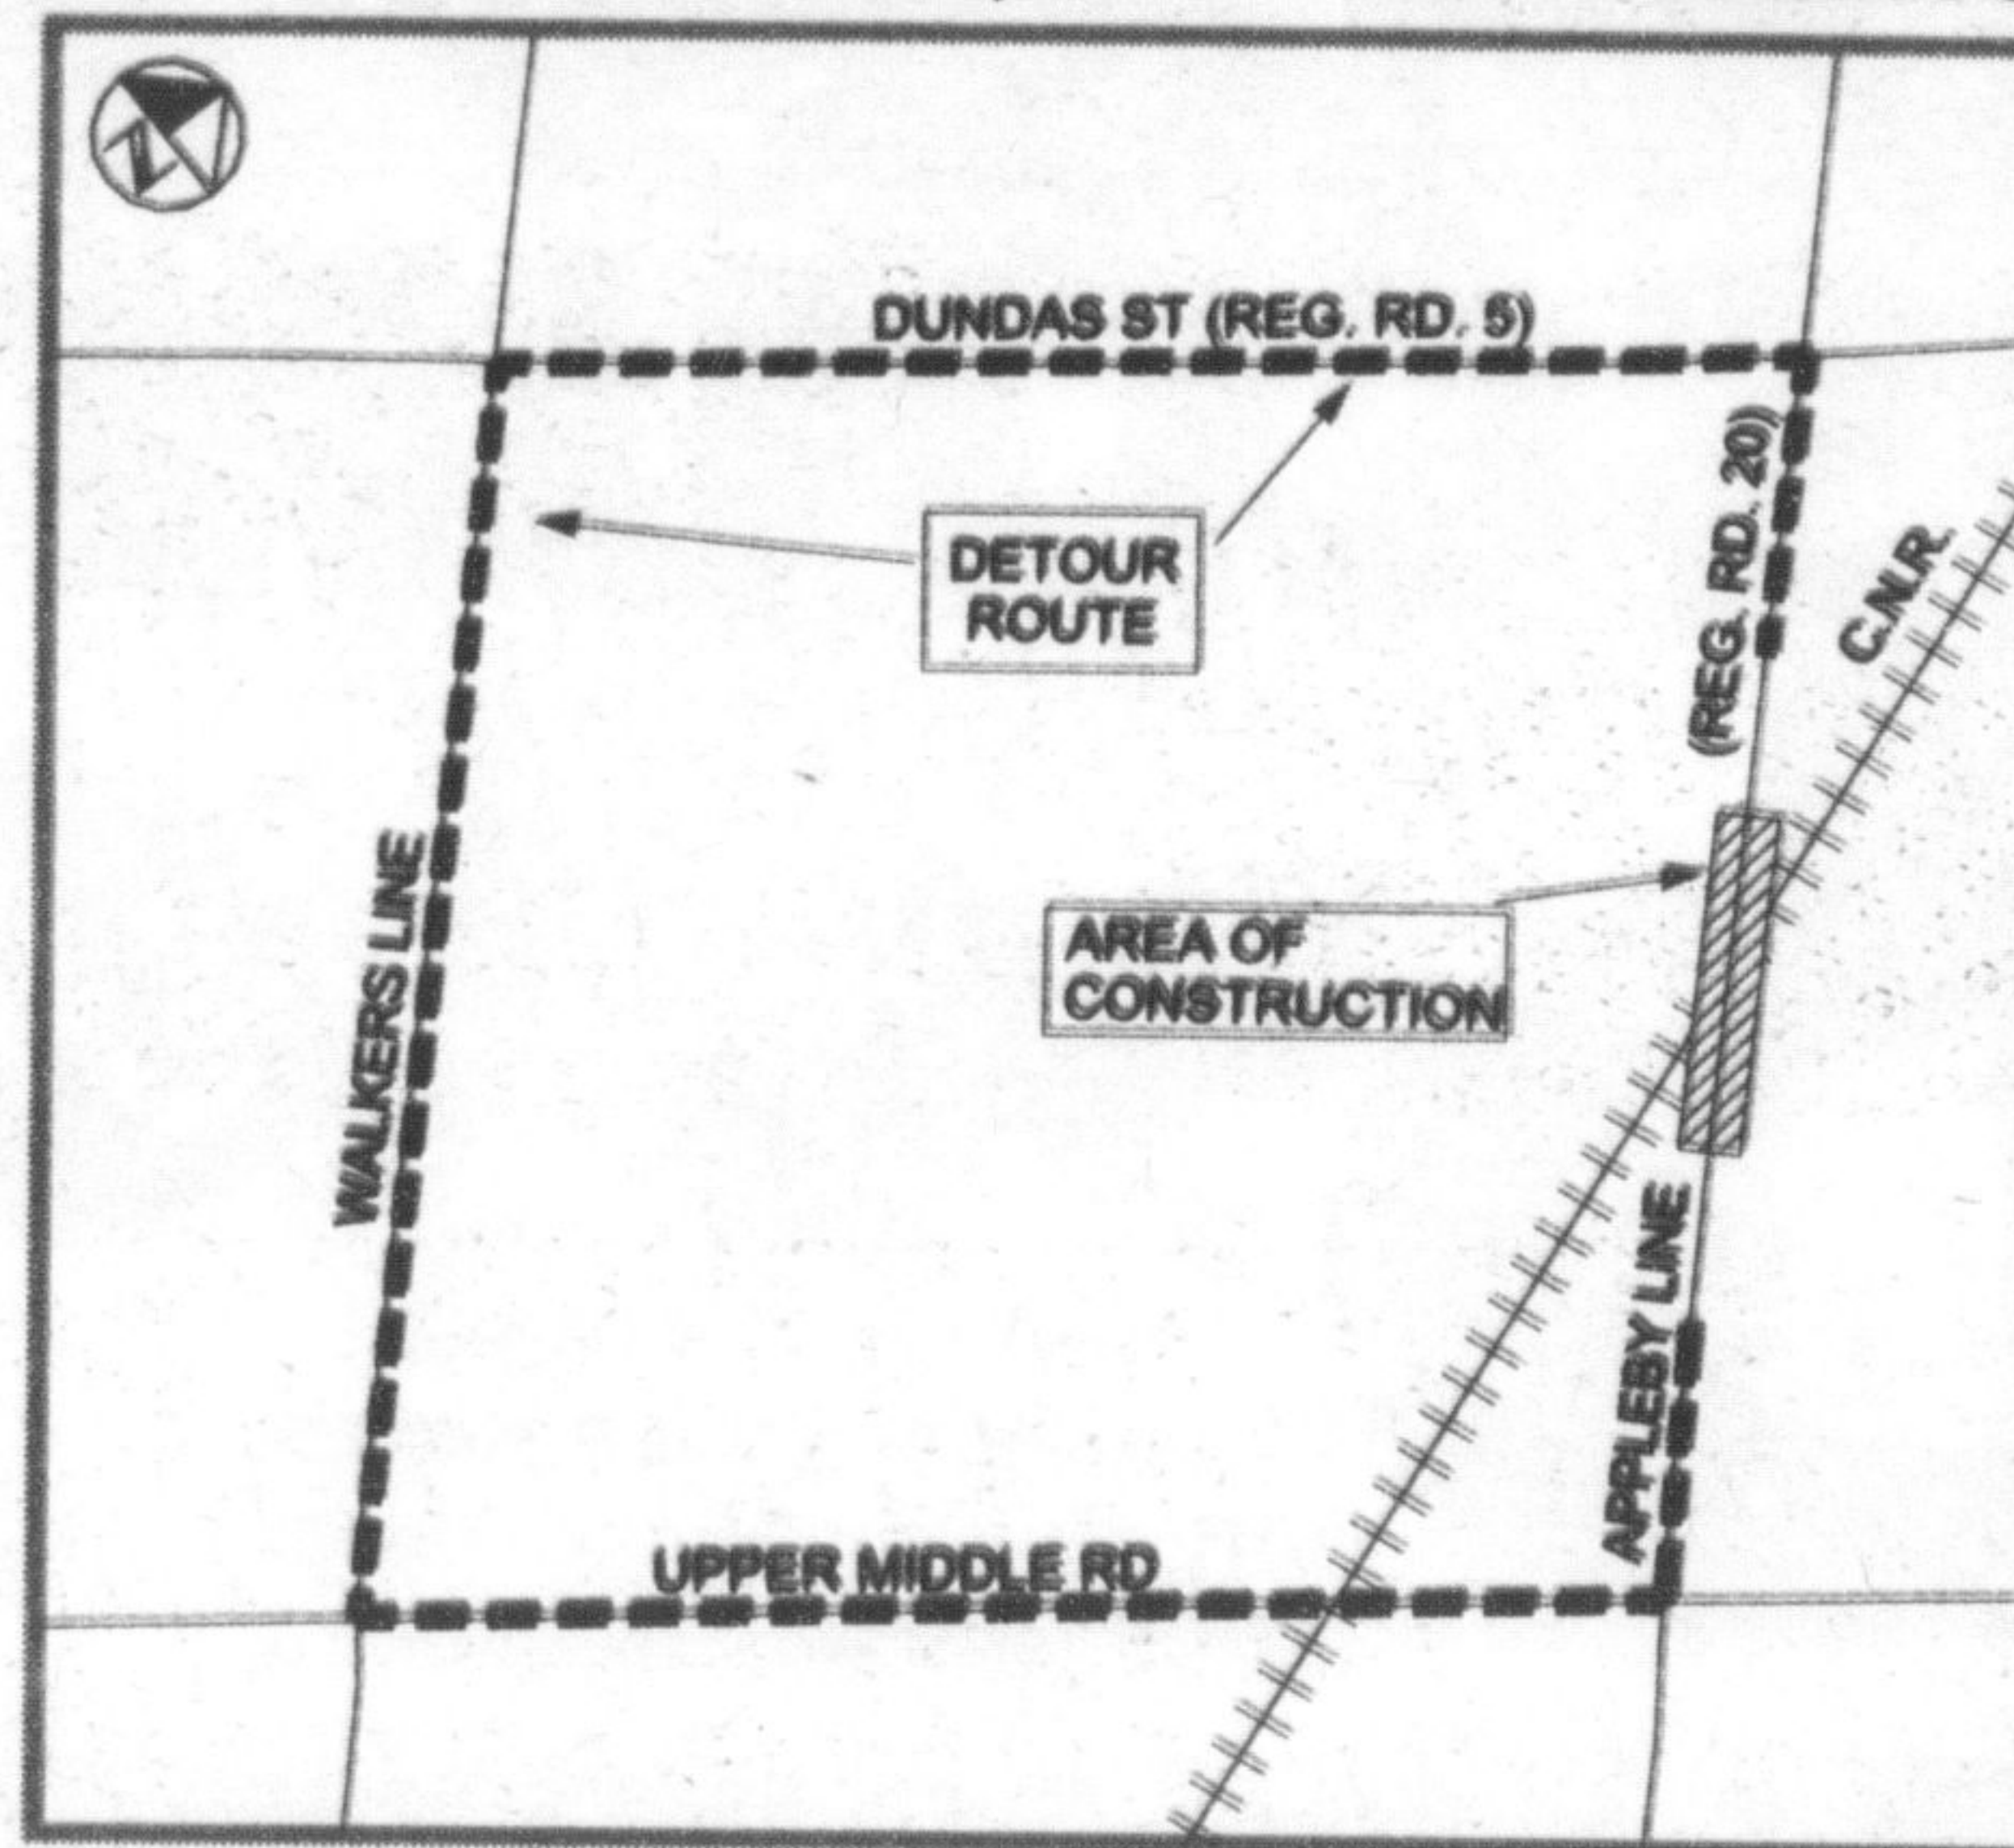 N
DUNDAS ST (REG. RD. 5)
(REG. RD. 20)
C.N.R.
DETOUR
ROUTE
AREA OF
CONSTRUCTION
WALKERS LINE
APPLEBY LINE
UPPER MIDDLE RD